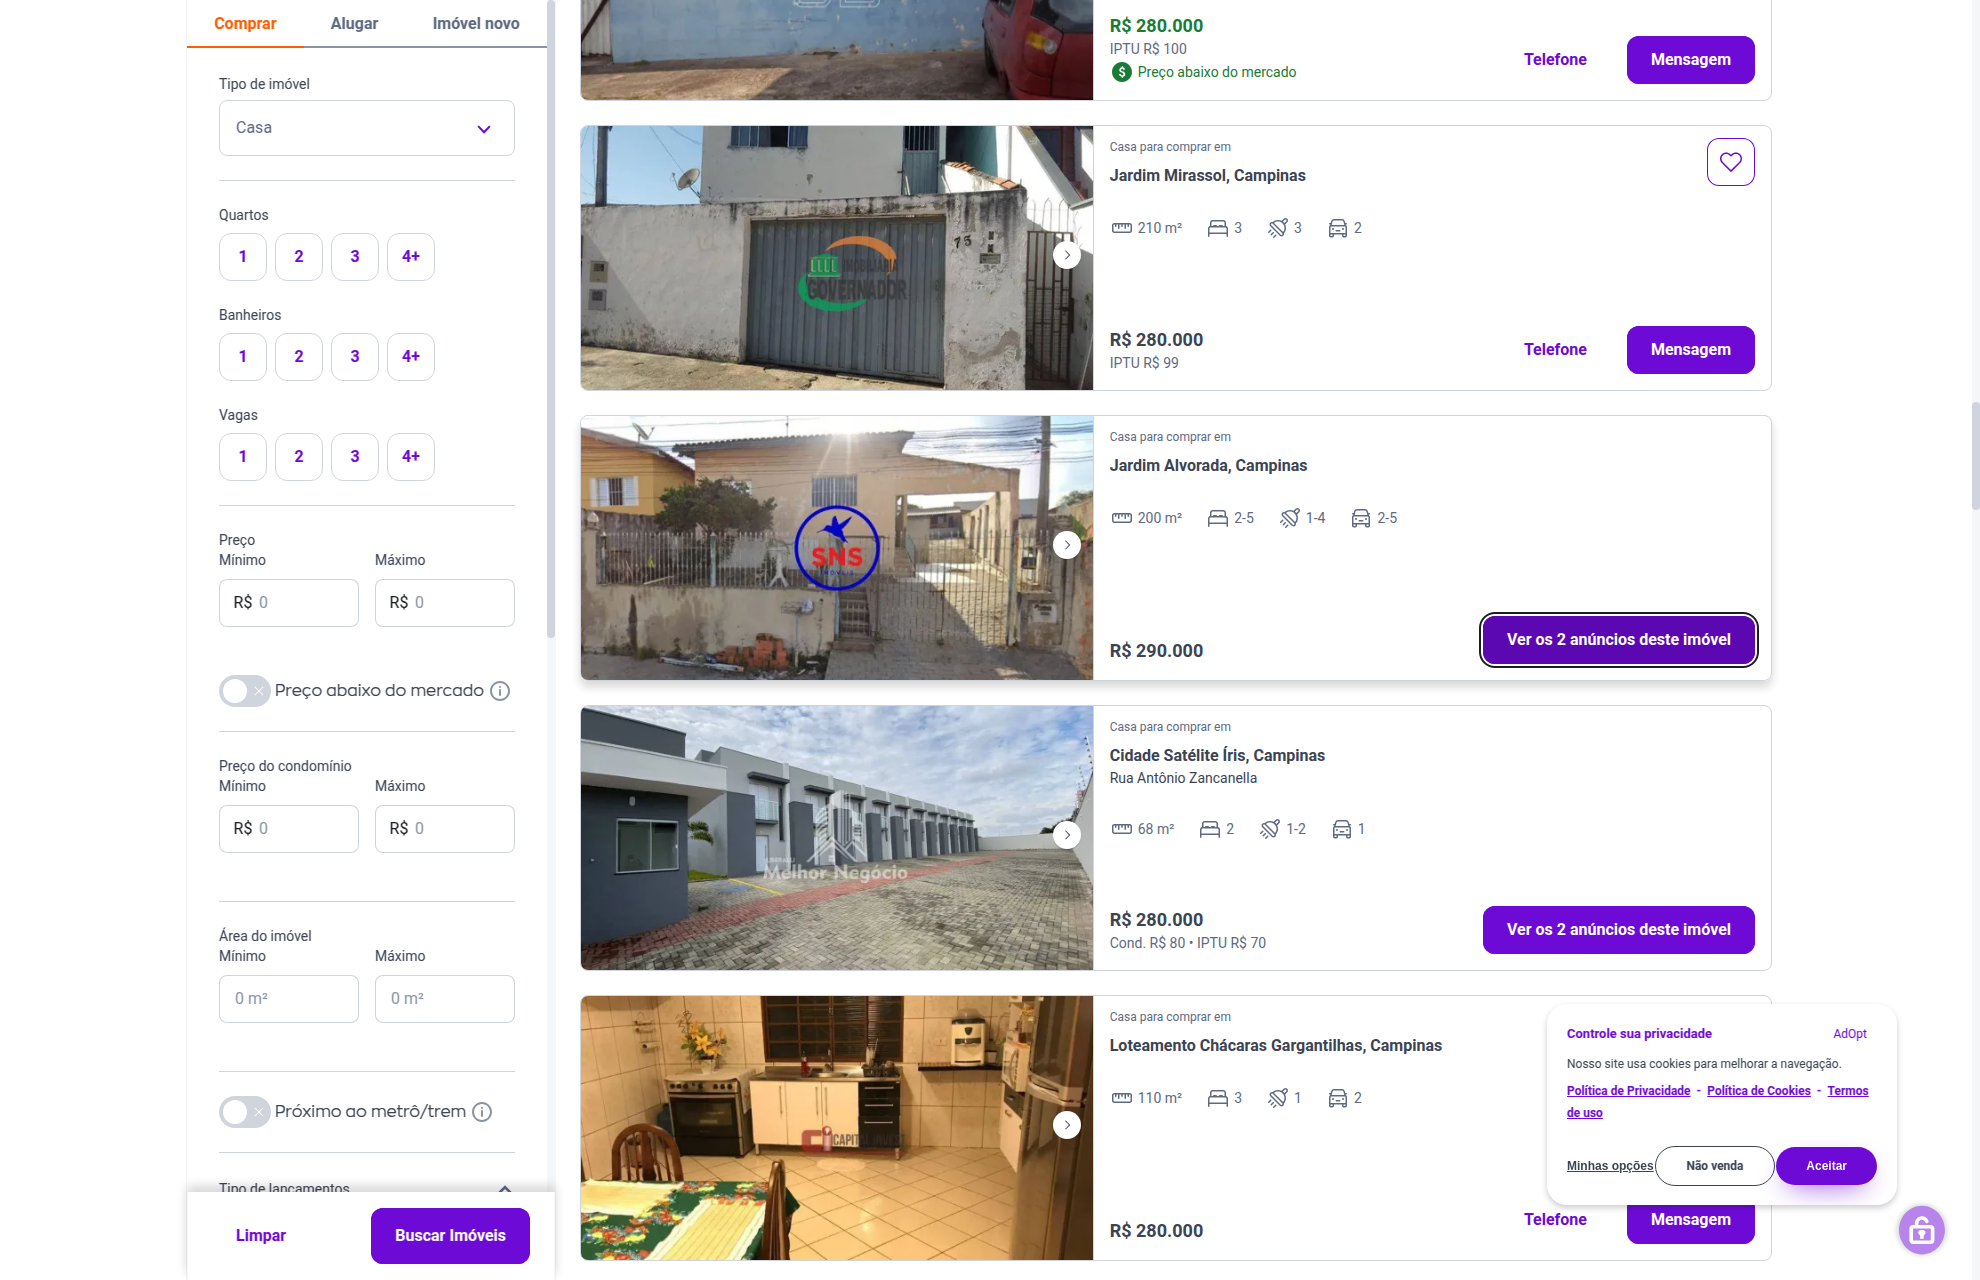 Comprar
Alugar
Imóvel novo
Tipo de imóvel
Casa
Quartos
1
2
3
4+
Banheiros
1
2
3
4+
Vagas
1
2
3
4+
Preço
Mínimo
Máximo
R$ 0
R$ 0
Preço abaixo do mercado
Preço do condomínio
Mínimo
Máximo
R$ 0
R$ 0
Área do imóvel
Mínimo
Máximo
0 m²
0 m²
Próximo ao metrô/trem
Tipo de lançamentos
Limpar
Buscar Imóveis
R$ 280.000
IPTU R$ 100
Preço abaixo do mercado
Telefone
Mensagem
75
IMOBILIARIA
GOVERNADOR
Casa para comprar em
Jardim Mirassol, Campinas
210 m²
3
3
2
R$ 280.000
IPTU R$ 99
Telefone
Mensagem
SNS
IMÓVEIS
Casa para comprar em
Jardim Alvorada, Campinas
200 m²
2-5
1-4
2-5
R$ 290.000
Ver os 2 anúncios deste imóvel
Melhor Negócio
Casa para comprar em
Cidade Satélite Íris, Campinas
Rua Antônio Zancanella
68 m²
2
1-2
1
R$ 280.000
Cond. R$ 80 • IPTU R$ 70
Ver os 2 anúncios deste imóvel
CAPITAL INVEST
Casa para comprar em
Loteamento Chácaras Gargantilhas, Campinas
110 m²
3
1
2
R$ 280.000
Telefone
Mensagem
Controle sua privacidade
AdOpt
Nosso site usa cookies para melhorar a navegação.
Política de Privacidade - Política de Cookies - Termos
de uso
Minhas opções
Não venda
Aceitar